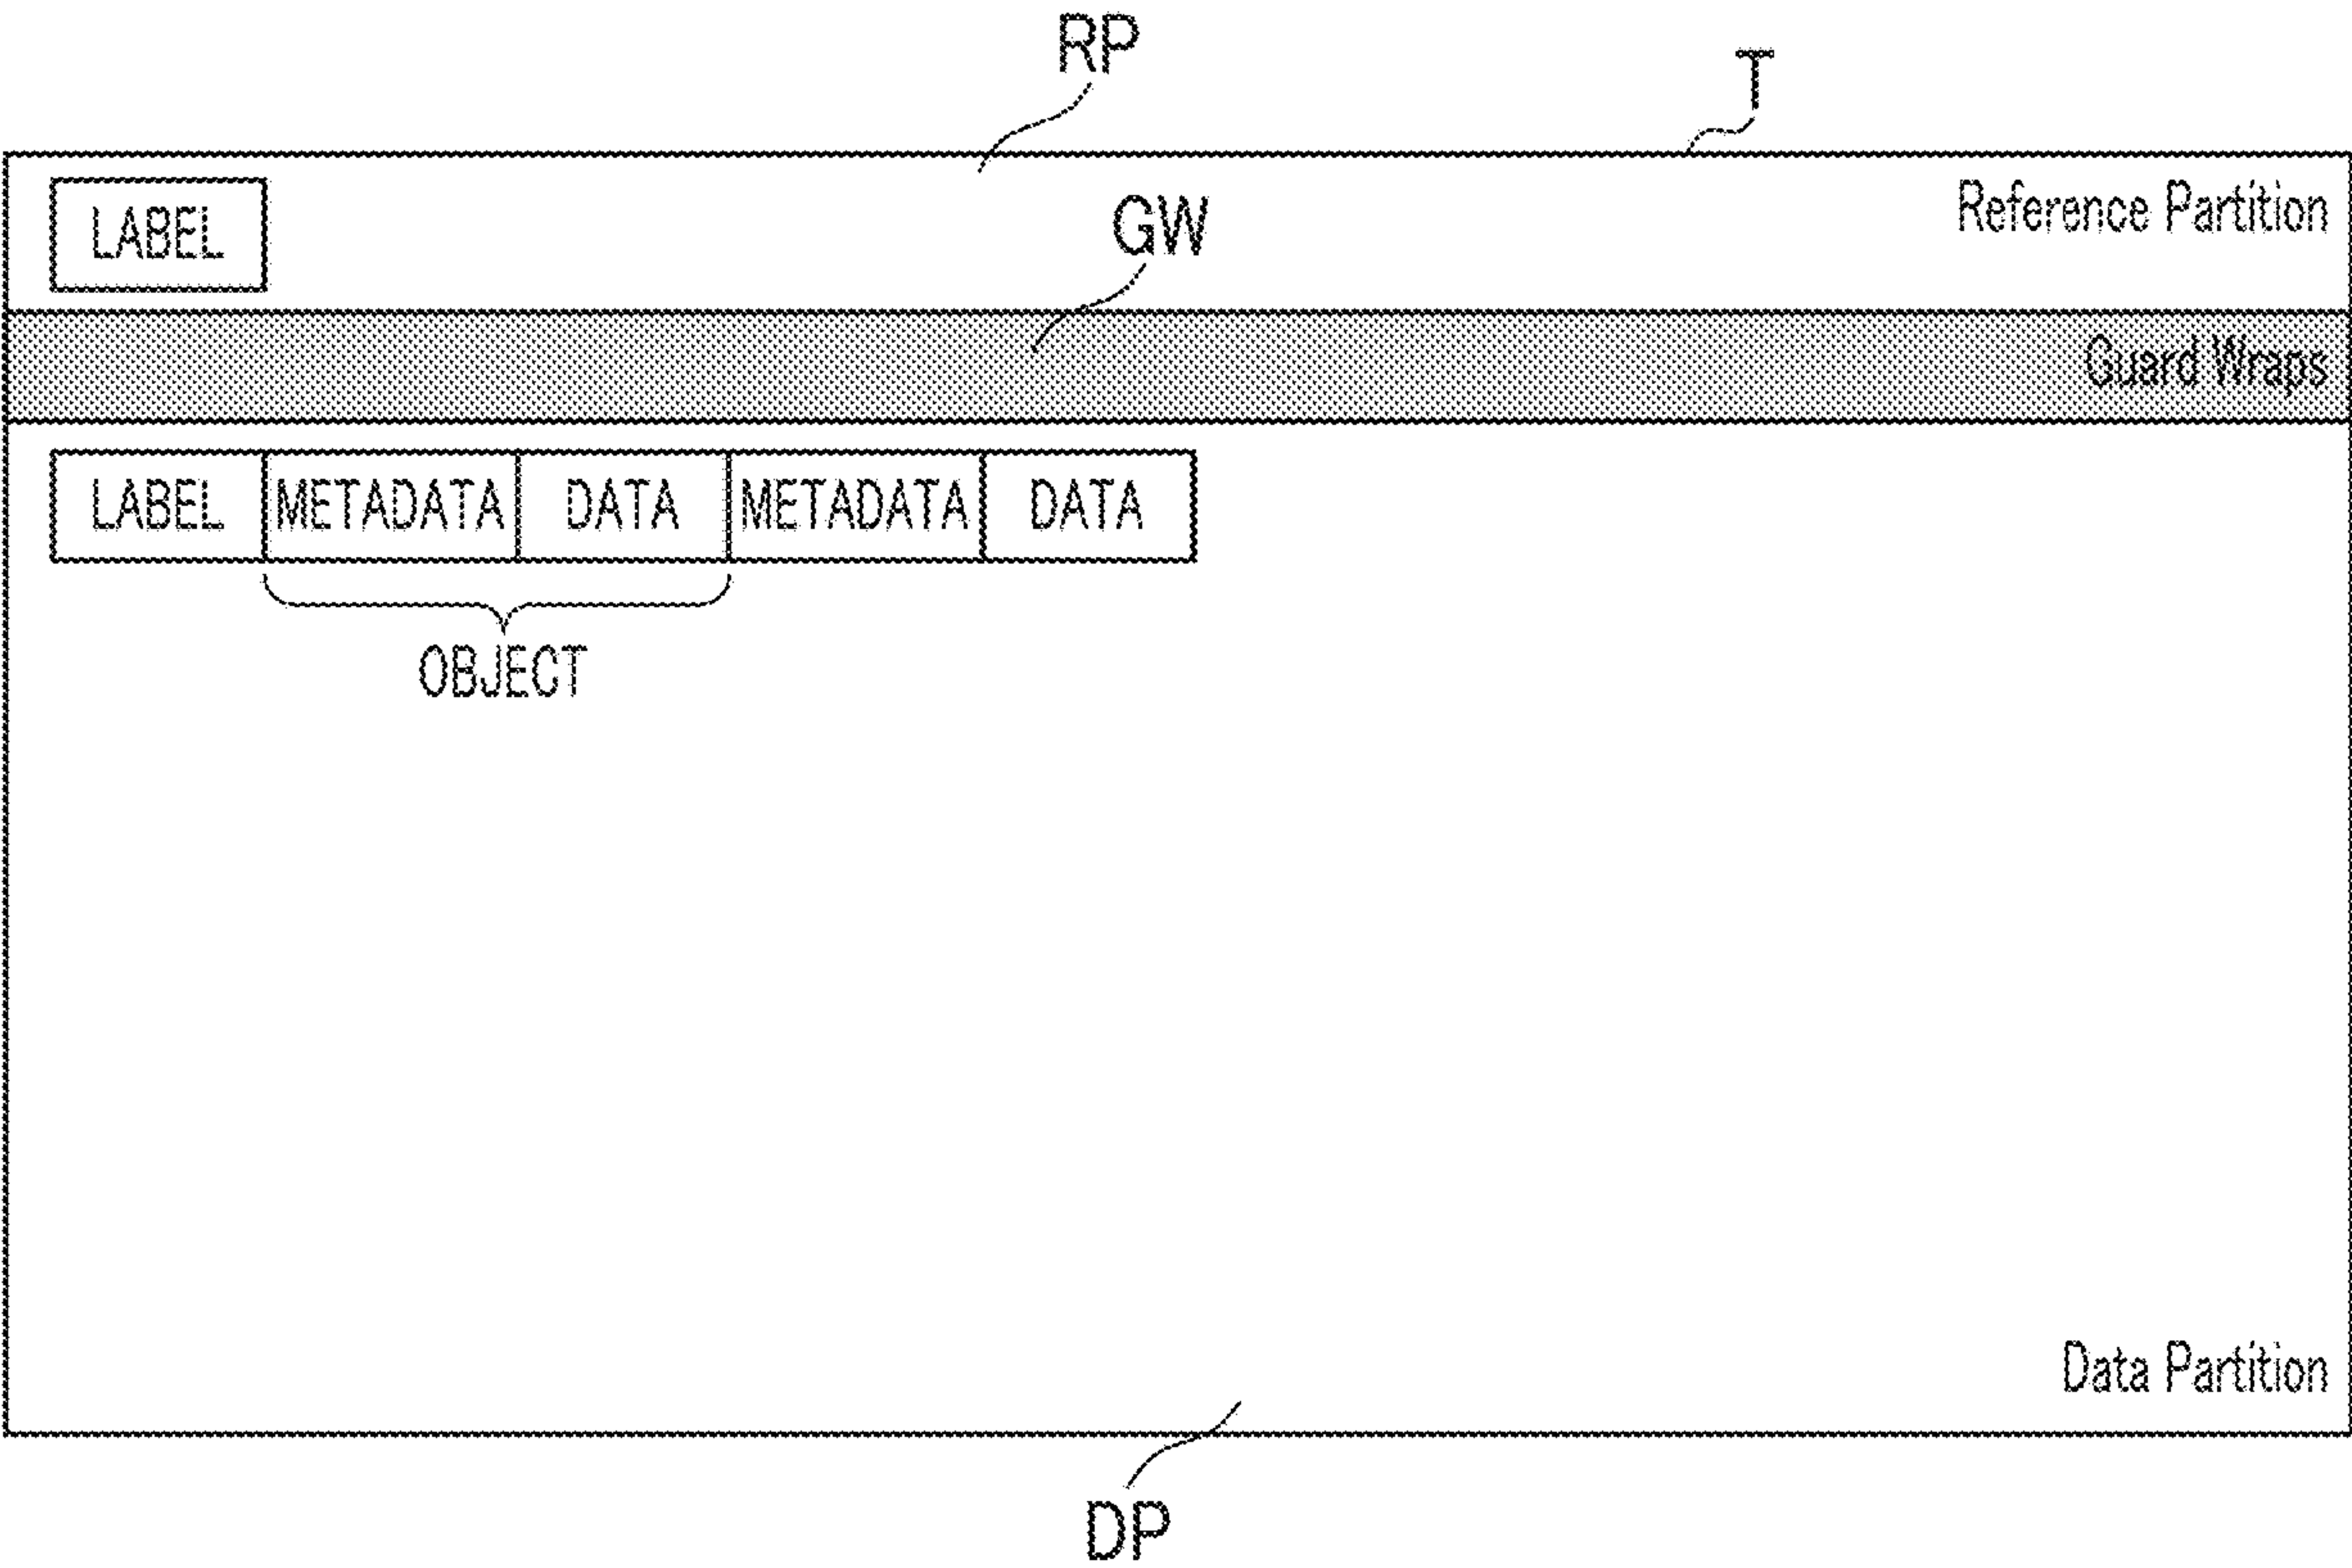 RP
T
LABEL
Reference Partition
GW
Guard Wraps
LABEL METADATA DATA METADATA DATA
OBJECT
Data Partition
DP